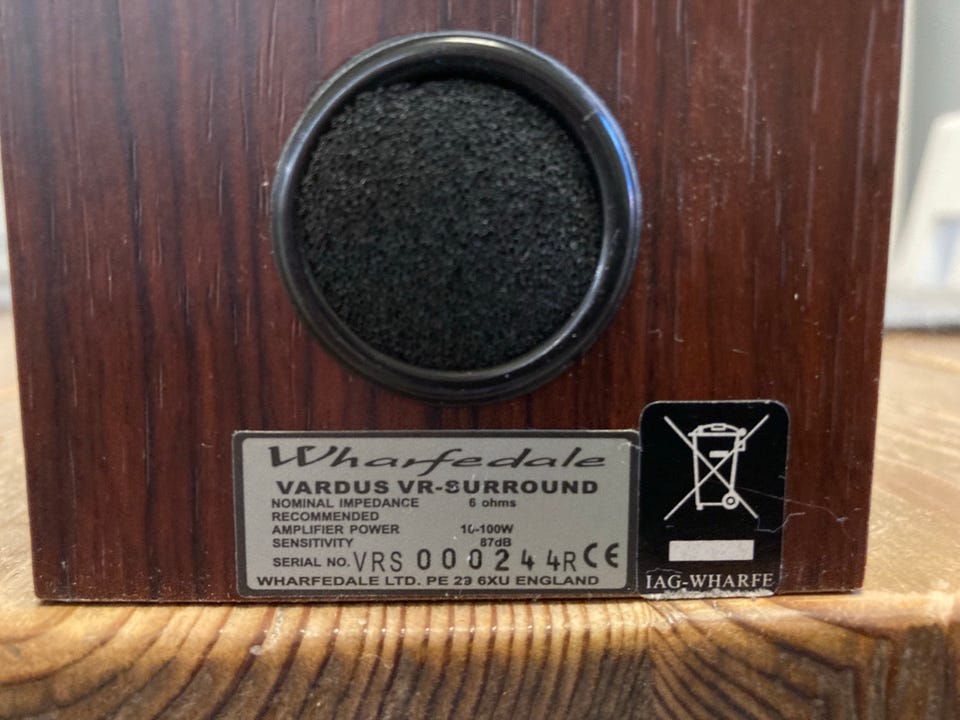 Wharfedale
VARDUS VR-SURROUND
NOMINAL IMPEDANCE 6 ohms
RECOMMENDED
AMPLIFIER POWER 10-100W
SENSITIVITY 87dB
SERIAL NO. VRS 000244R CE
WHARFEDALE LTD. PE 29 6XU ENGLAND
IAG-WHARFE